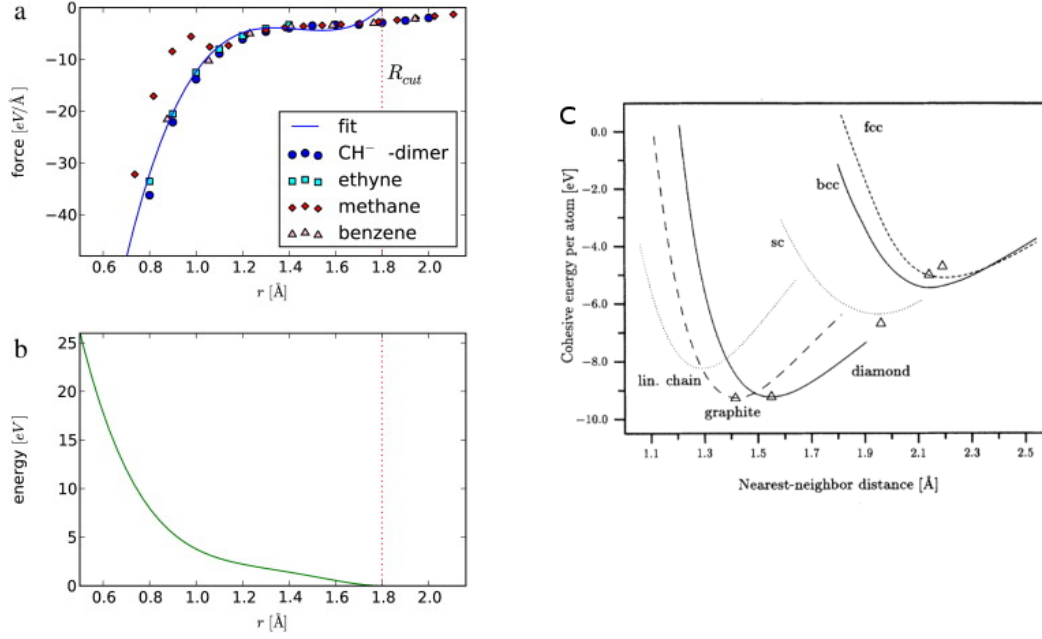 a
0
−10
−20
−30
−40
force [eV/Å]
0.6 0.8 1.0 1.2 1.4 1.6 1.8 2.0
r [Å]
R_cut
fit
CH⁻ -dimer
ethyne
methane
benzene
b
25
20
15
10
5
0
energy [eV]
0.6 0.8 1.0 1.2 1.4 1.6 1.8 2.0
r [Å]
C
0.0
−2.0
−4.0
−6.0
−8.0
−10.0
Cohesive energy per atom [eV]
fcc
bcc
sc
lin. chain
graphite
diamond
1.1 1.3 1.5 1.7 1.9 2.1 2.3 2.5
Nearest-neighbor distance [Å]